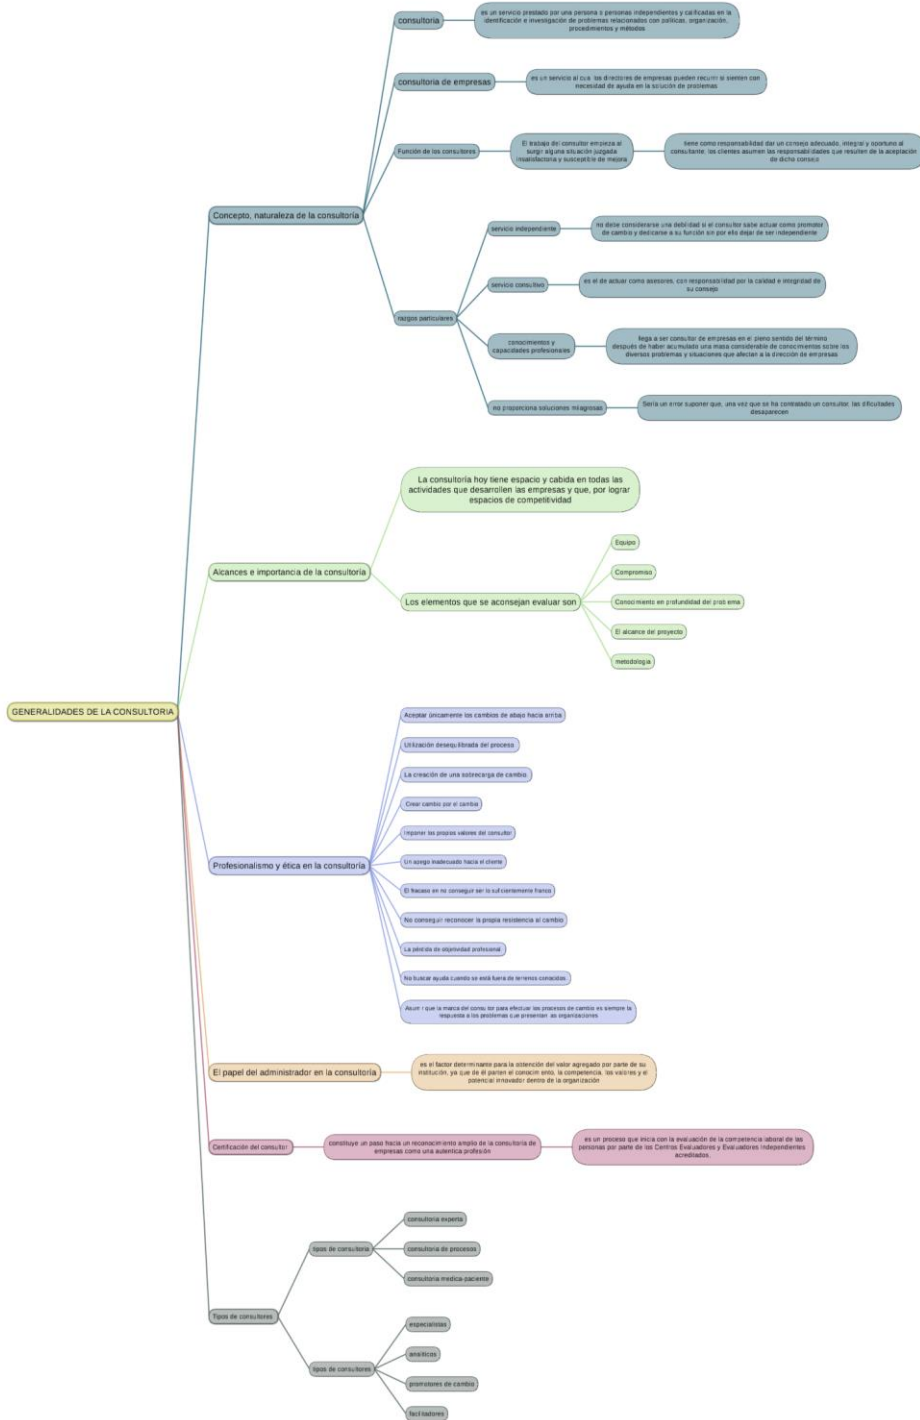 consultoria
es un servicio prestado por una persona o personas independientes y calificadas en la
identificación e investigación de problemas relacionados con políticas, organización,
procedimientos y métodos
consultoria de empresas
es un servicio al cual los directores de empresas pueden recurrir si sienten con
necesidad de ayuda en la solución de problemas
Función de los consultores
El trabajo del consultor empieza al
surgir alguna situación juzgada
insatisfactoria y susceptible de mejora
tiene como responsabilidad dar un consejo adecuado, integral y oportuno al
consultante; los clientes asumen las responsabilidades que resulten de la aceptación
de dicho consejo
Concepto, naturaleza de la consultoría
servicio independiente
no debe considerarse una debilidad si el consultor sabe actuar como promotor
de cambio y dedicarse a su función sin por ello dejar de ser independiente
servicio consultivo
es el de actuar como asesores, con responsabilidad por la calidad e integridad de
su consejo
razgos particulares
conocimientos y
capacidades profesionales
llega a ser consultor de empresas en el pleno sentido del término
después de haber acumulado una masa considerable de conocimientos sobre los
diversos problemas y situaciones que afectan a la dirección de empresas
no proporciona soluciones milagrosas
Sería un error suponer que, una vez que se ha contratado un consultor, las dificultades
desaparecen
La consultoría hoy tiene espacio y cabida en todas las
actividades que desarrollen las empresas y que, por lograr
espacios de competitividad
Alcances e importancia de la consultoría
Los elementos que se aconsejan evaluar son
Equipo
Compromiso
Conocimiento en profundidad del problema
El alcance del proyecto
metodologia
GENERALIDADES DE LA CONSULTORIA
Aceptar únicamente los cambios de abajo hacia arriba
Utilización desequilibrada del proceso
La creación de una sobrecarga de cambio
Crear cambio por el cambio
Imponer los propios valores del consultor
Un apego inadecuado hacia el cliente
El fracaso en no conseguir ser lo suficientemente franco
No conseguir reconocer la propia resistencia al cambio
La pérdida de objetividad profesional
No buscar ayuda cuando se está fuera de terrenos conocidos.
Asumir que la marca del consultor para efectuar los procesos de cambio es siempre la
respuesta a los problemas que presentan las organizaciones
Profesionalismo y ética en la consultoría
El papel del administrador en la consultoría
es el factor determinante para la obtención del valor agregado por parte de su
institución, ya que de él parten el conocimiento, la competencia, los valores y el
potencial innovador dentro de la organización
Certificación del consultor
constituye un paso hacia un reconocimiento amplio de la consultoría de
empresas como una autentica profesión
es un proceso que inicia con la evaluación de la competencia laboral de las
personas por parte de los Centros Evaluadores y Evaluadores Independientes
acreditados.
Tipos de consultores
tipos de consultoria
consultoria experta
consultoria de procesos
consultoria medica-paciente
tipos de consultores
especialistas
analiticos
promotores de cambio
facilitadores